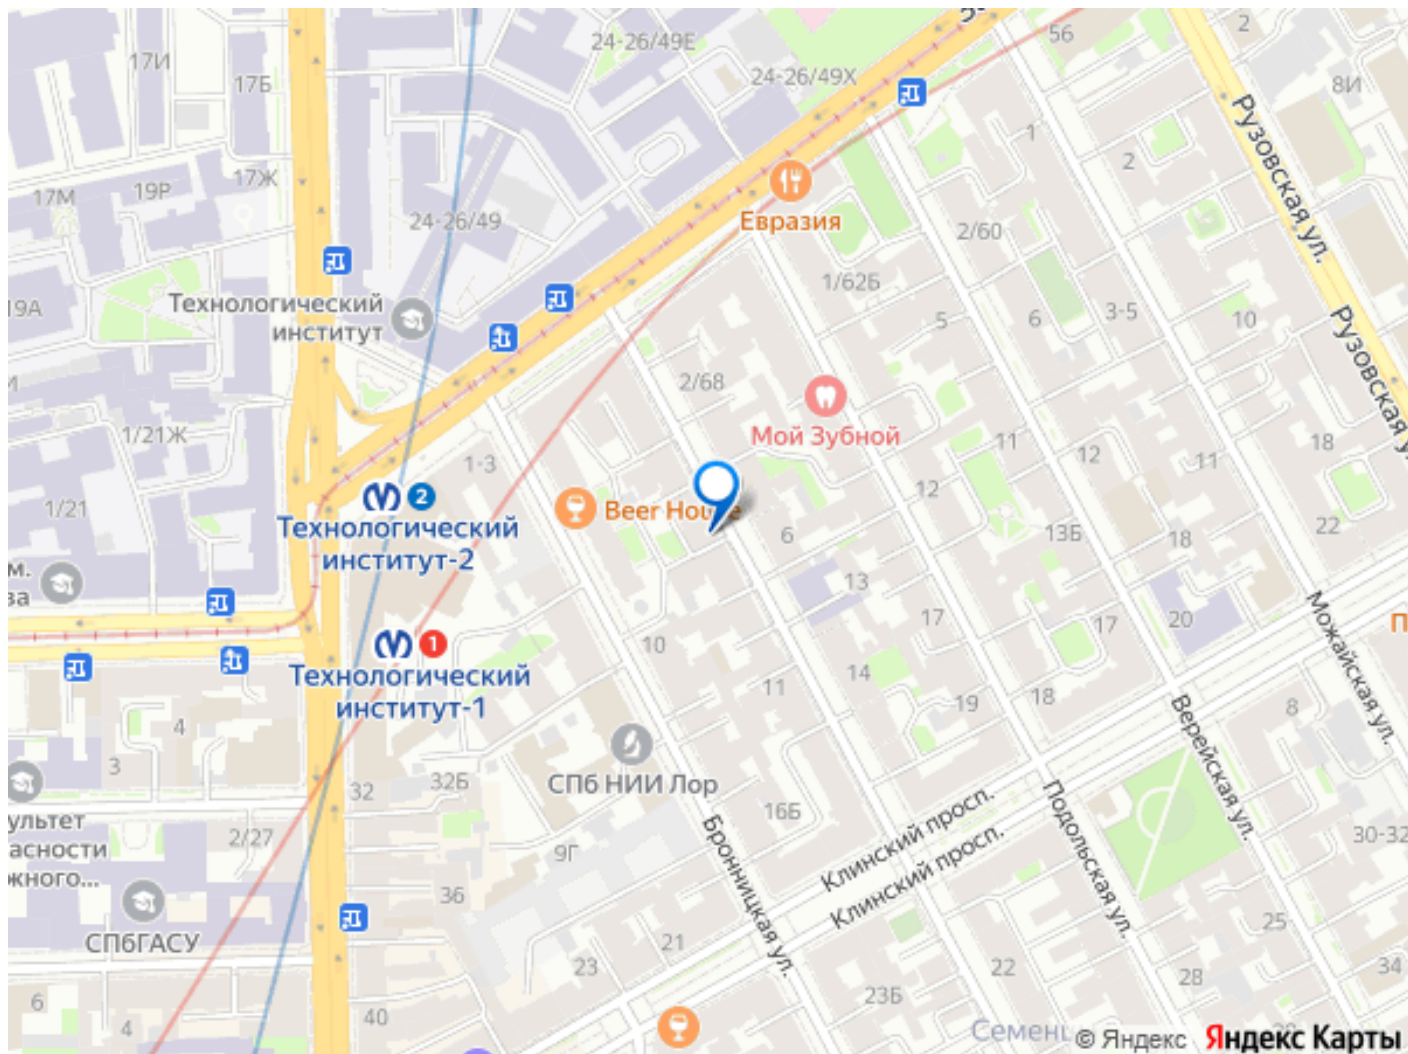 24-26/49Е
56
2
17И
17Б
24-26/49Х
8И
Рузовская ул.
1
2
17М
19Р
17Ж
24-26/49
Евразия
2/60
1/62Б
19А
Технологический
институт
5
6
3-5
10
Рузовская
2/68
Мой Зубной
1/21Ж
1-3
11
12
11
18
1/21
2
Технологический
институт-2
Beer House
12
6
13Б
18
22
13
17
17
20
Можайская ул.
1
Технологический
институт-1
10
11
14
19
18
Верейская ул.
8
4
3
32
32Б
СПб НИИ Лор
16Б
Клинский просп.
Клинский просп.
Подольская ул.
30-32
2/27
9Г
Бронницкая ул.
36
СПбГАСУ
21
23
25
22
28
34
6
4
40
23Б
© Яндекс
Яндекс Карты